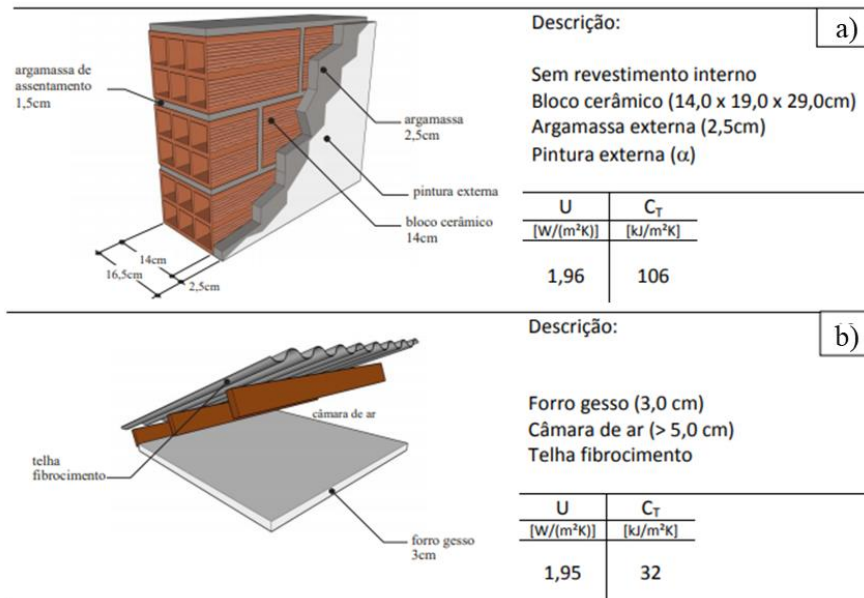 a)
Descrição:
Sem revestimento interno
Bloco cerâmico (14,0 x 19,0 x 29,0cm)
Argamassa externa (2,5cm)
Pintura externa (α)
argamassa de
assentamento
1,5cm
argamassa
2,5cm
pintura externa
bloco cerâmico
14cm
14cm
16,5cm
2,5cm
U
C_T
[W/(m²K)]
[kJ/m²K]
1,96
106
b)
Descrição:
Forro gesso (3,0 cm)
Câmara de ar (> 5,0 cm)
Telha fibrocimento
câmara de ar
telha
fibrocimento
forro gesso
3cm
U
C_T
[W/(m²K)]
[kJ/m²K]
1,95
32